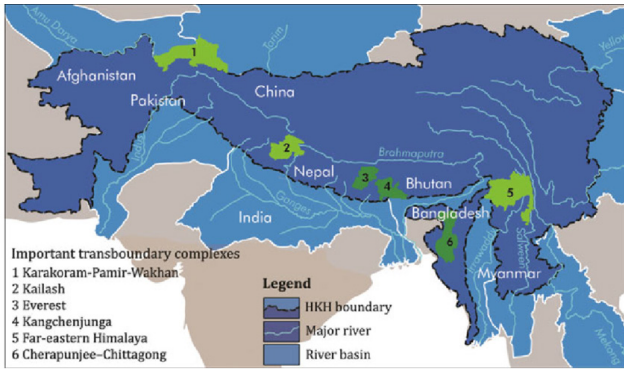 Amu Darya
Tarim
Yellow
1
Afghanistan
China
Pakistan
Indus
2
Nepal
Brahmaputra
3
4
Bhutan
5
Ganges
India
Bangladesh
6
Irrawady
Salween
Myanmar
Mekong
Important transboundary complexes
1 Karakoram-Pamir-Wakhan
2 Kailash
3 Everest
4 Kangchenjunga
5 Far-eastern Himalaya
6 Cherapunjee–Chittagong
Legend
HKH boundary
Major river
River basin